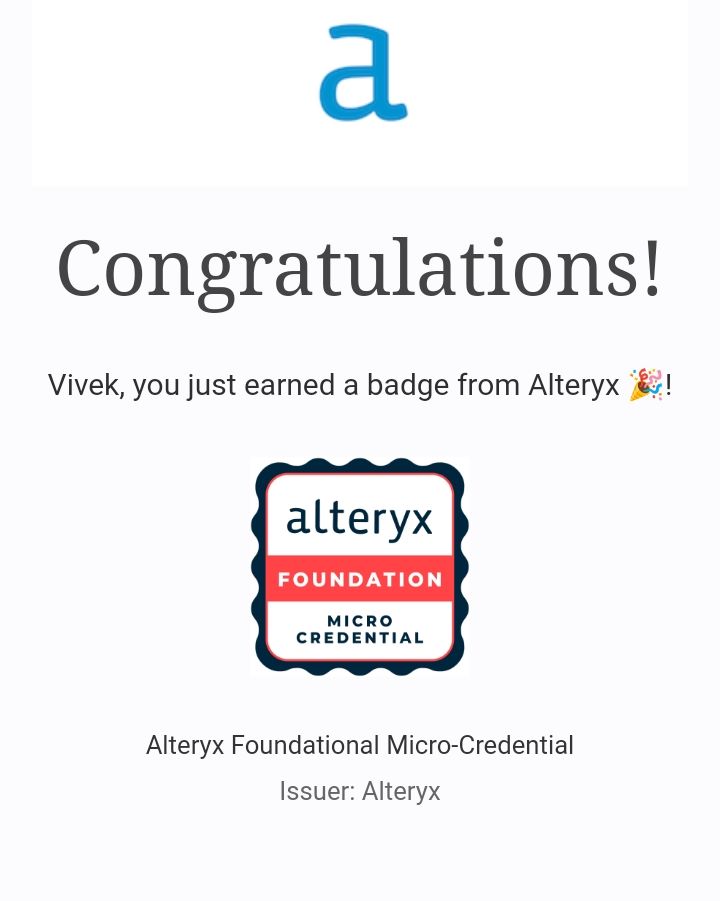 a
Congratulations!
Vivek, you just earned a badge from Alteryx 🎉!
alteryx
FOUNDATION
MICRO
CREDENTIAL
Alteryx Foundational Micro-Credential
Issuer: Alteryx